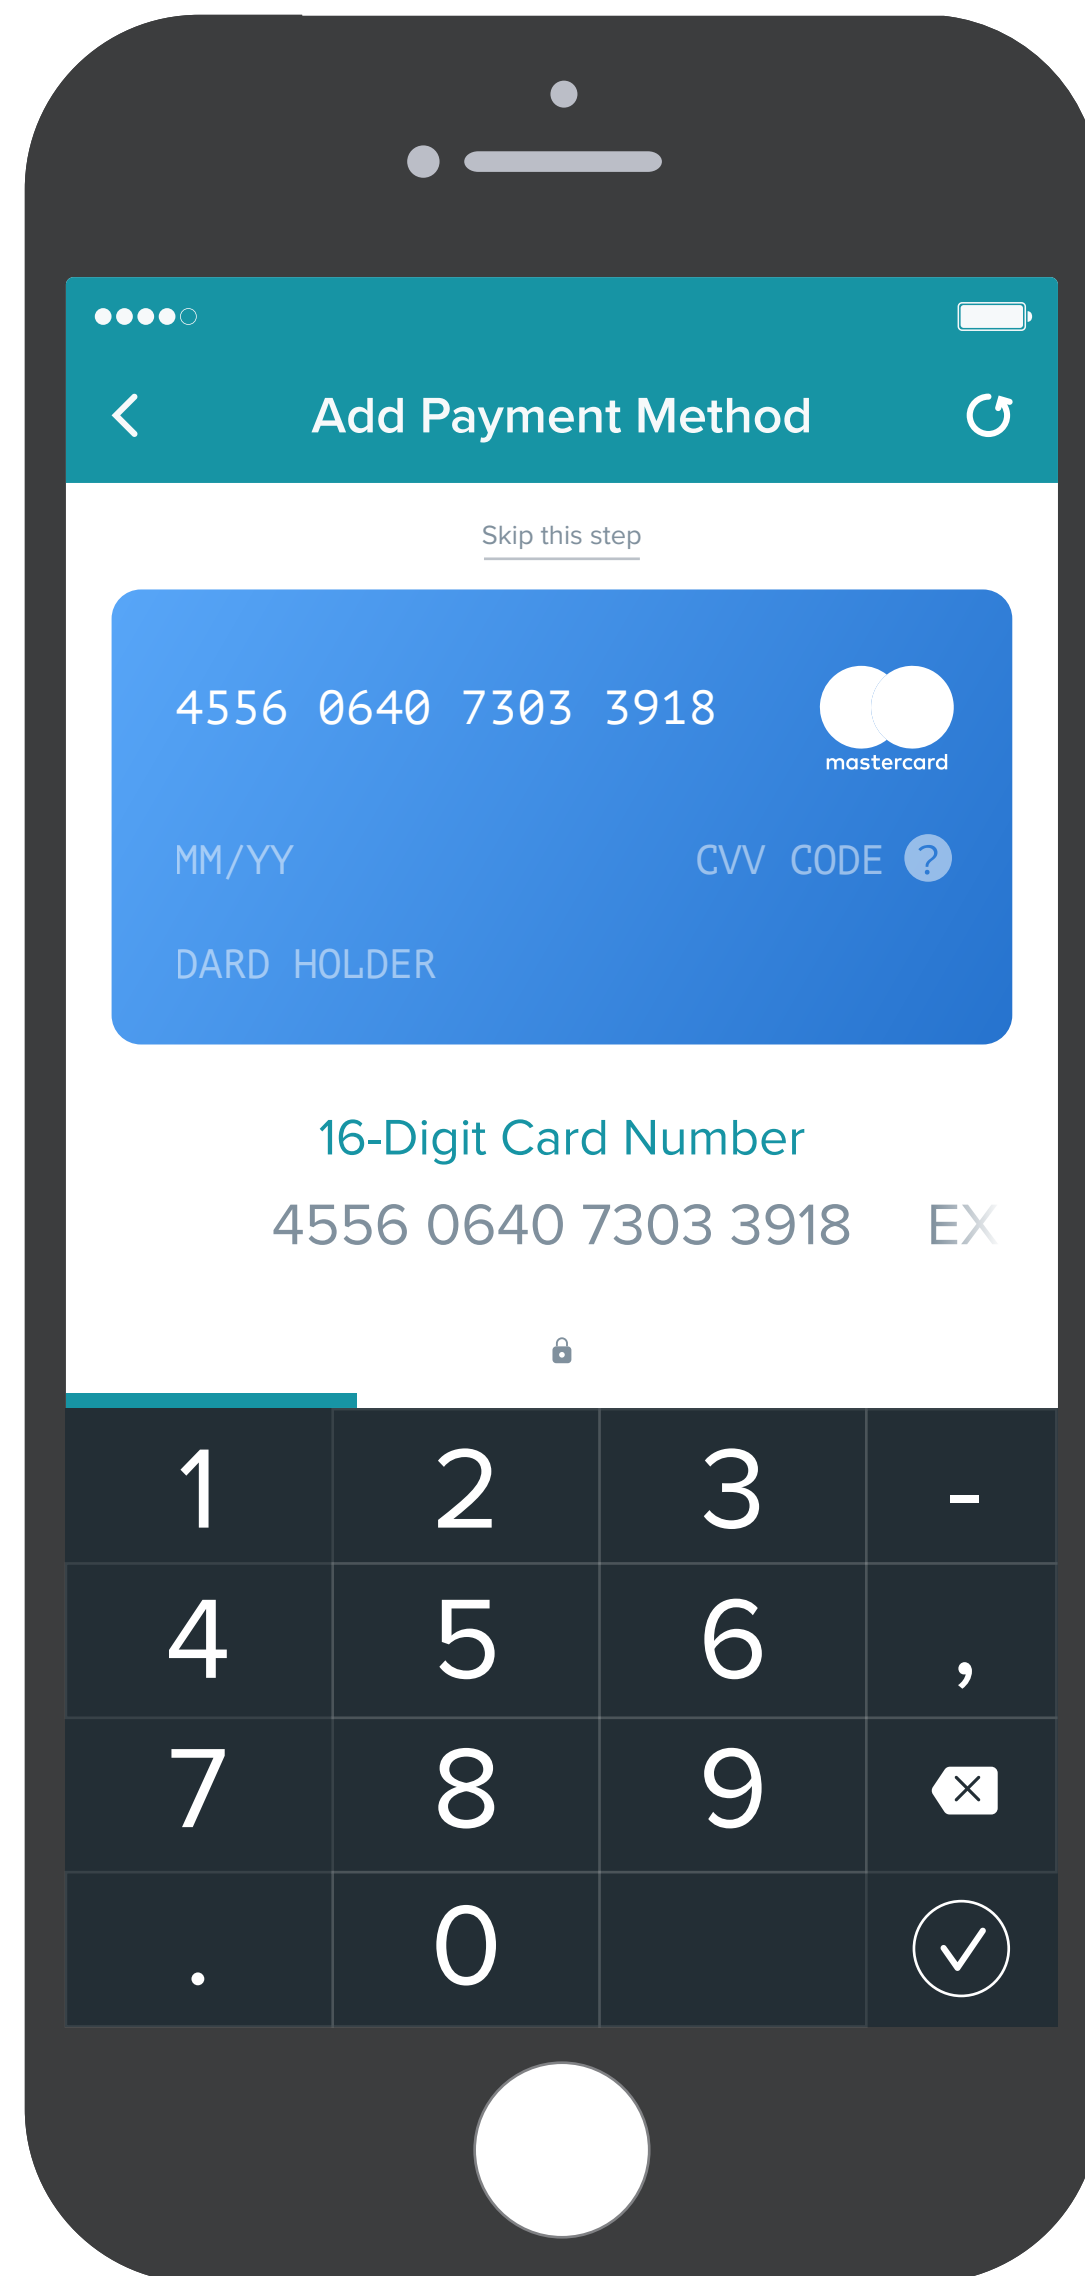 Add Payment Method
Skip this step
4556 0640 7303 3918
mastercard
MM/YY CVV CODE ?
DARD HOLDER
16-Digit Card Number
4556 0640 7303 3918 EX
1 2 3 -
4 5 6 ,
7 8 9
. 0